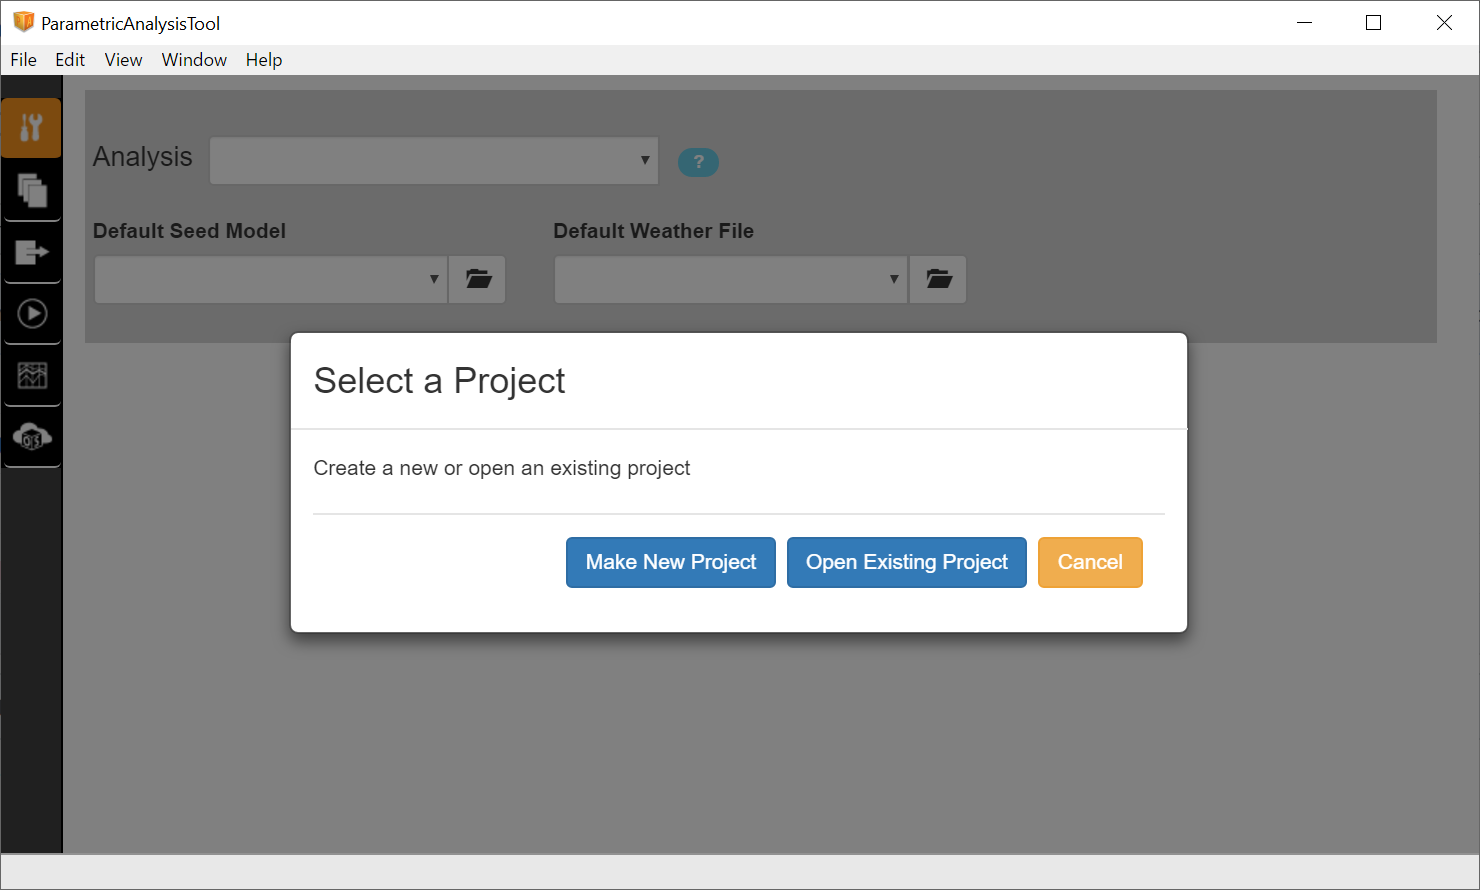 ParametricAnalysisTool
File Edit View Window Help
Analysis ?
Default Seed Model Default Weather File
Select a Project
Create a new or open an existing project
Make New Project Open Existing Project Cancel